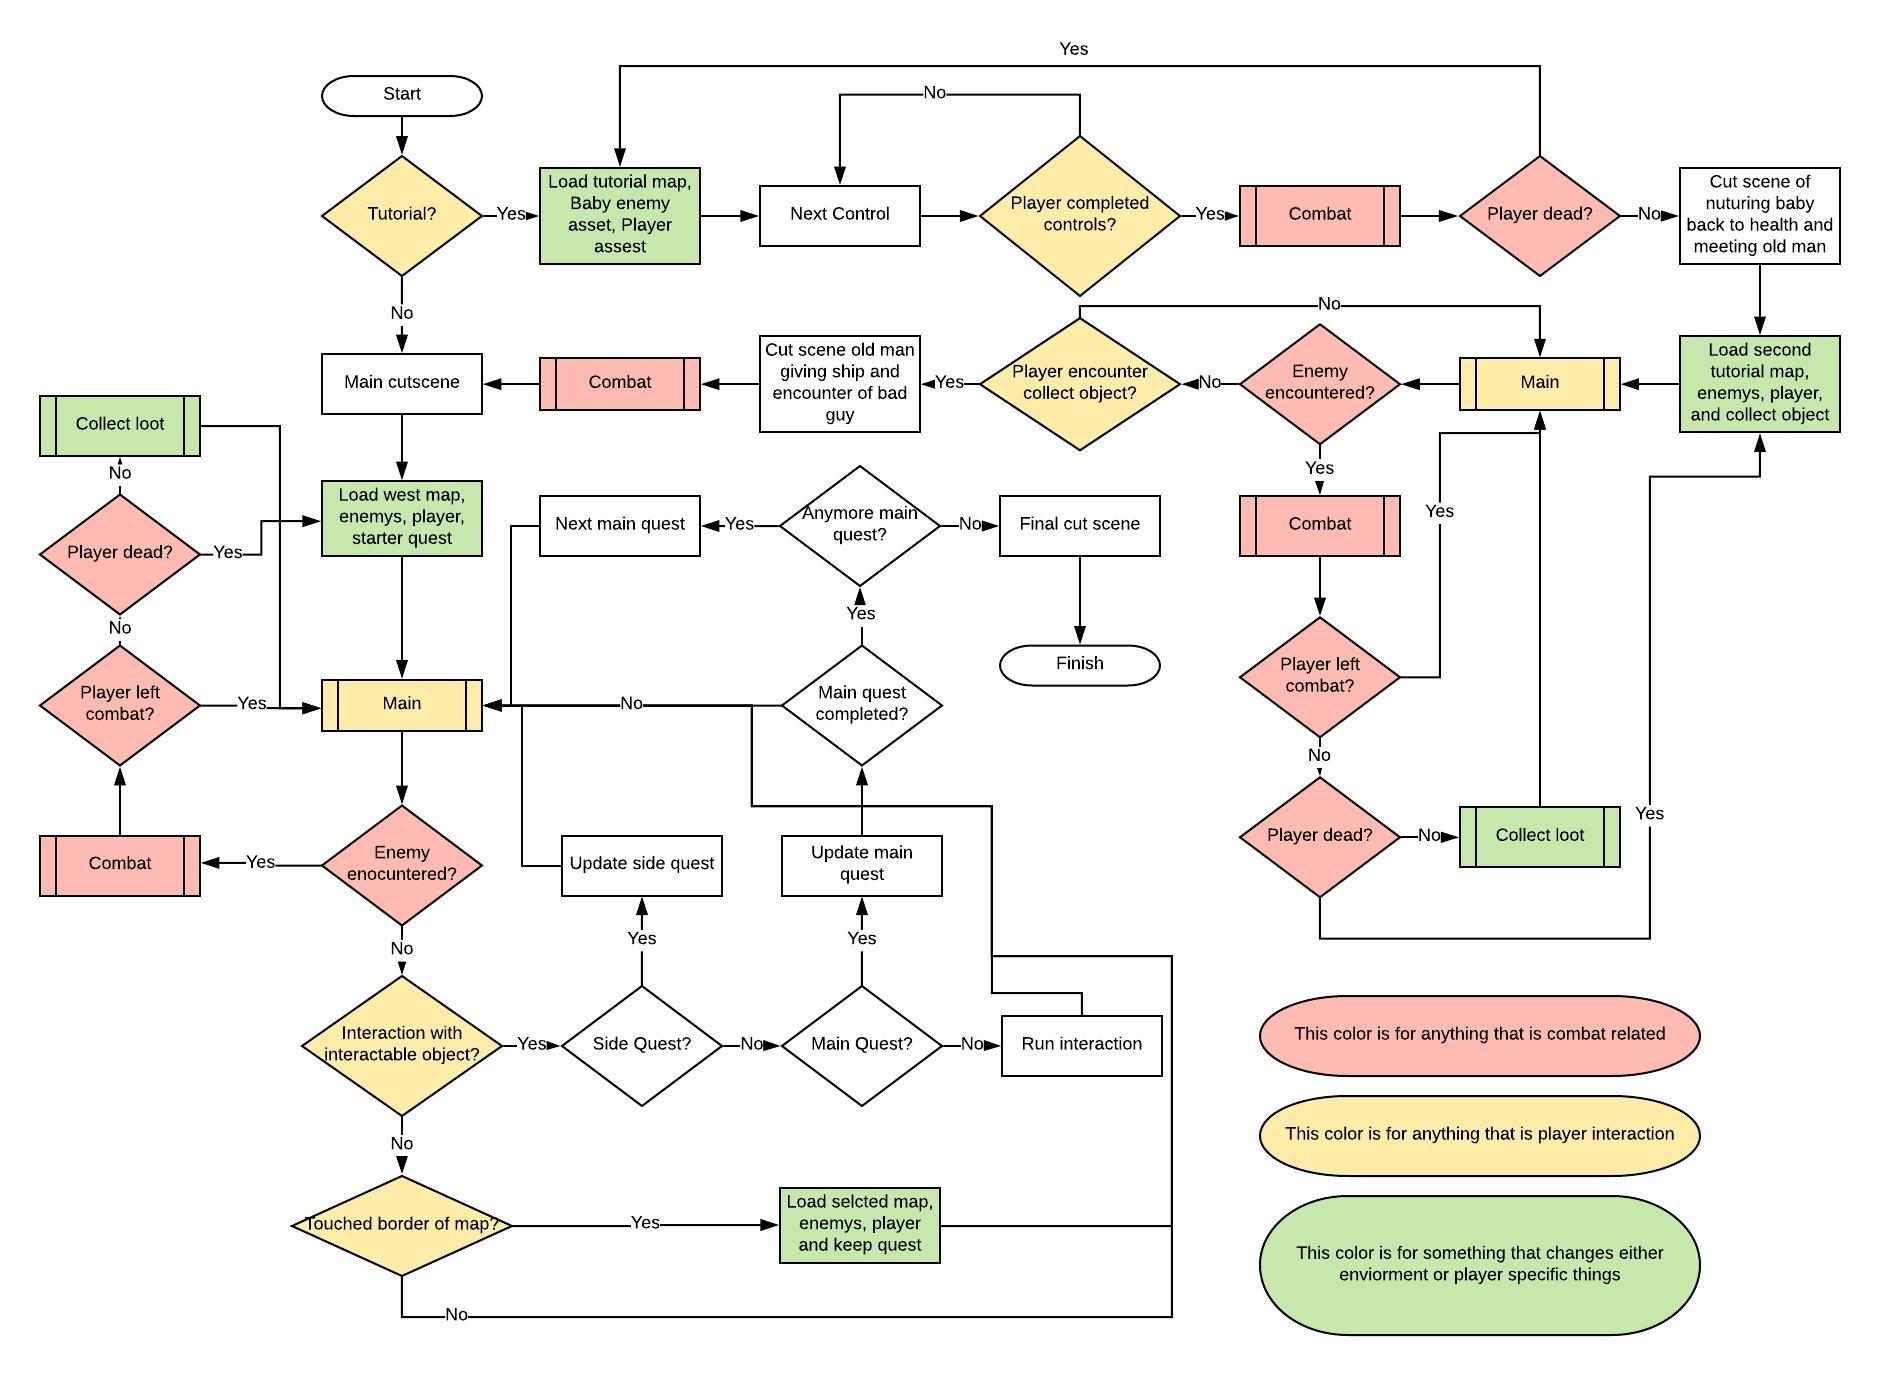 Yes
Start
No
Tutorial?
Yes
Load tutorial map,
Baby enemy
asset, Player
assest
Next Control
Player completed
controls?
Yes
Combat
Player dead?
No
Cut scene of
nuturing baby
back to health and
meeting old man
No
No
Main cutscene
Combat
Cut scene old man
giving ship and
encounter of bad
guy
Yes
Player encounter
collect object?
No
Enemy
encountered?
Main
Load second
tutorial map,
enemys, player,
and collect object
Collect loot
No
Yes
Load west map,
enemys, player,
starter quest
Next main quest
Yes
Anymore main
quest?
No
Final cut scene
Combat
Yes
Player dead?
Yes
No
Yes
Finish
Player left
combat?
Player left
combat?
Yes
Main
No
Main quest
completed?
No
Yes
Player dead?
No
Collect loot
Combat
Yes
Enemy
enocuntered?
Update side quest
Update main
quest
No
Yes
Yes
Interaction with
interactable object?
Yes
Side Quest?
No
Main Quest?
No
Run interaction
This color is for anything that is combat related
No
This color is for anything that is player interaction
Touched border of map?
Yes
Load selcted map,
enemys, player
and keep quest
This color is for something that changes either
enviorment or player specific things
No